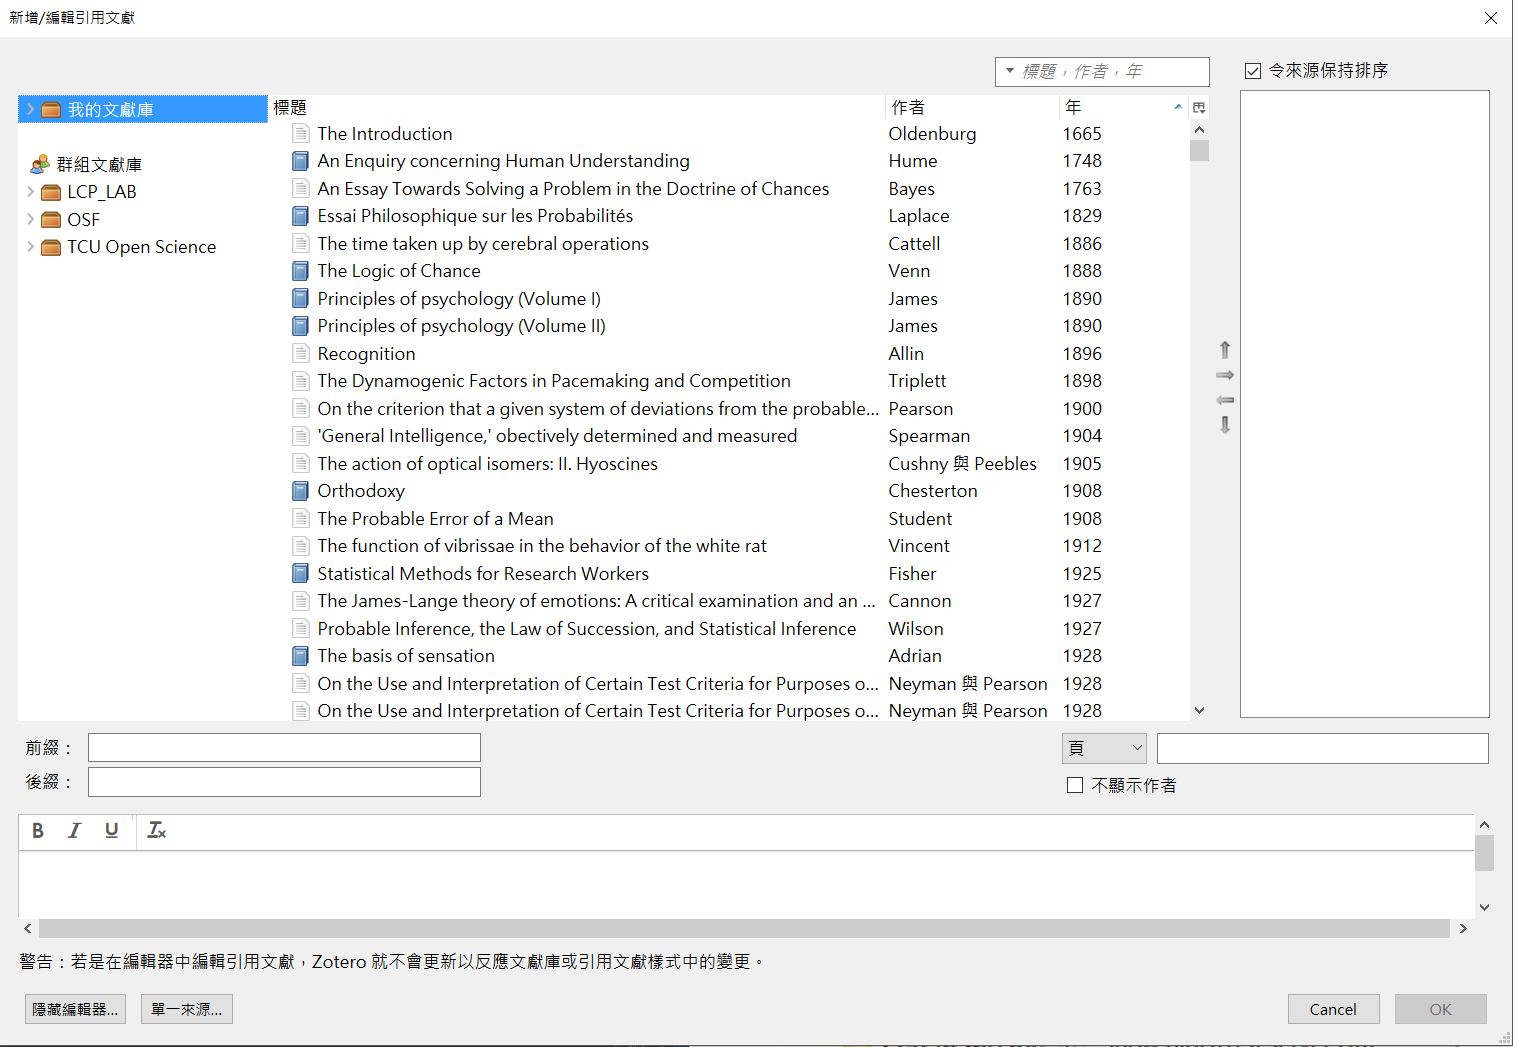 新增/編輯引用文獻
標題，作者，年
令來源保持排序
我的文獻庫
群組文獻庫
LCP_LAB
OSF
TCU Open Science
標題 作者 年
The Introduction Oldenburg 1665
An Enquiry concerning Human Understanding Hume 1748
An Essay Towards Solving a Problem in the Doctrine of Chances Bayes 1763
Essai Philosophique sur les Probabilités Laplace 1829
The time taken up by cerebral operations Cattell 1886
The Logic of Chance Venn 1888
Principles of psychology (Volume I) James 1890
Principles of psychology (Volume II) James 1890
Recognition Allin 1896
The Dynamogenic Factors in Pacemaking and Competition Triplett 1898
On the criterion that a given system of deviations from the probable... Pearson 1900
'General Intelligence,' obectively determined and measured Spearman 1904
The action of optical isomers: II. Hyoscines Cushny 與 Peebles 1905
Orthodoxy Chesterton 1908
The Probable Error of a Mean Student 1908
The function of vibrissae in the behavior of the white rat Vincent 1912
Statistical Methods for Research Workers Fisher 1925
The James-Lange theory of emotions: A critical examination and an ... Cannon 1927
Probable Inference, the Law of Succession, and Statistical Inference Wilson 1927
The basis of sensation Adrian 1928
On the Use and Interpretation of Certain Test Criteria for Purposes o... Neyman 與 Pearson 1928
On the Use and Interpretation of Certain Test Criteria for Purposes o... Neyman 與 Pearson 1928
前綴：
頁
後綴：
不顯示作者
B I U Tx
警告：若是在編輯器中編輯引用文獻，Zotero 就不會更新以反應文獻庫或引用文獻樣式中的變更。
隱藏編輯器... 單一來源... Cancel OK